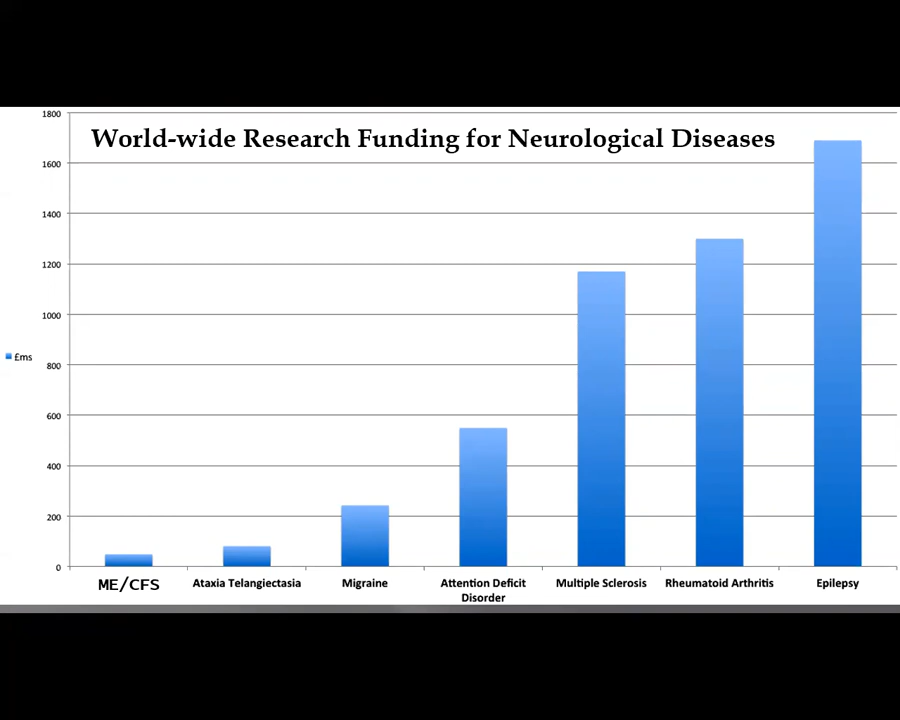 World-wide Research Funding for Neurological Diseases
1800
1600
1400
1200
1000
800
600
400
200
0
£ms
ME/CFS
Ataxia Telangiectasia
Migraine
Attention Deficit
Disorder
Multiple Sclerosis
Rheumatoid Arthritis
Epilepsy